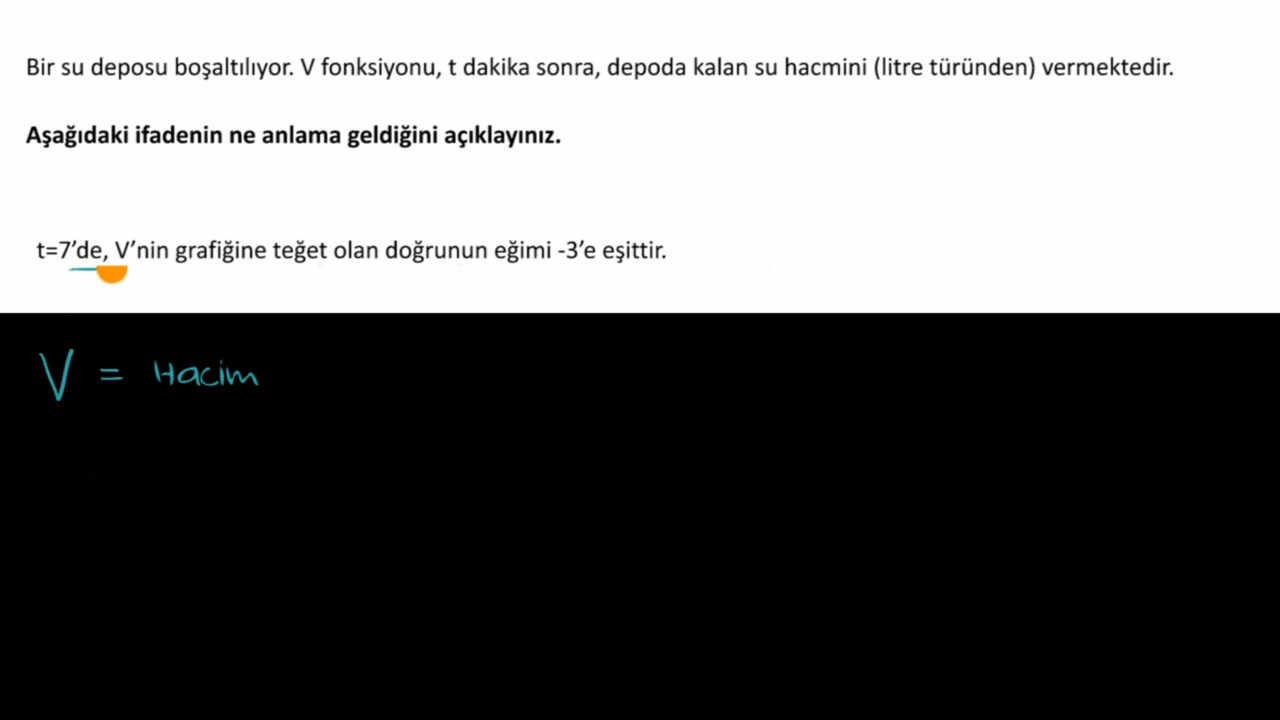 Bir su deposu boşaltılıyor. V fonksiyonu, t dakika sonra, depoda kalan su hacmini (litre türünden) vermektedir.
Aşağıdaki ifadenin ne anlama geldiğini açıklayınız.
t=7’de, V’nin grafiğine teğet olan doğrunun eğimi -3’e eşittir.
V = Hacim